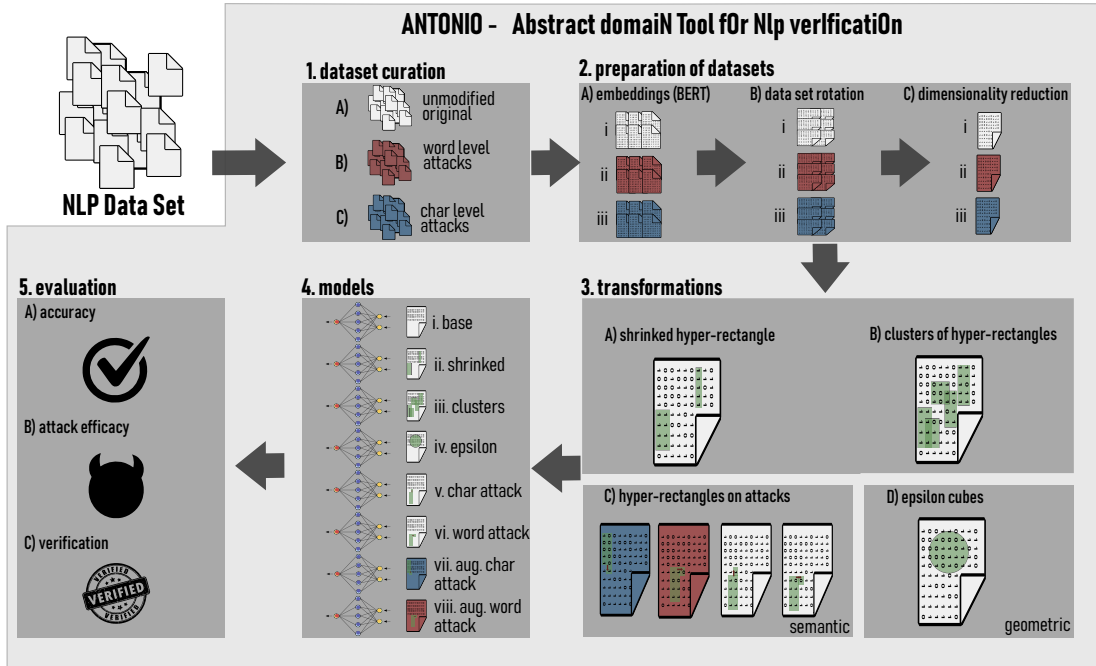 ANTONIO - Abstract domaiN Tool fOr Nlp verIficatiOn
NLP Data Set
1. dataset curation
A)
unmodified
original
B)
word level
attacks
C)
char level
attacks
2. preparation of datasets
A) embeddings (BERT)
i
ii
iii
B) data set rotation
i
ii
iii
C) dimensionality reduction
i
ii
iii
3. transformations
A) shrinked hyper-rectangle
B) clusters of hyper-rectangles
C) hyper-rectangles on attacks
semantic
D) epsilon cubes
geometric
4. models
i. base
ii. shrinked
iii. clusters
iv. epsilon
v. char attack
vi. word attack
vii. aug. char
attack
viii. aug. word
attack
5. evaluation
A) accuracy
B) attack efficacy
C) verification
VERIFIED
VERIFIED
VERIFIED